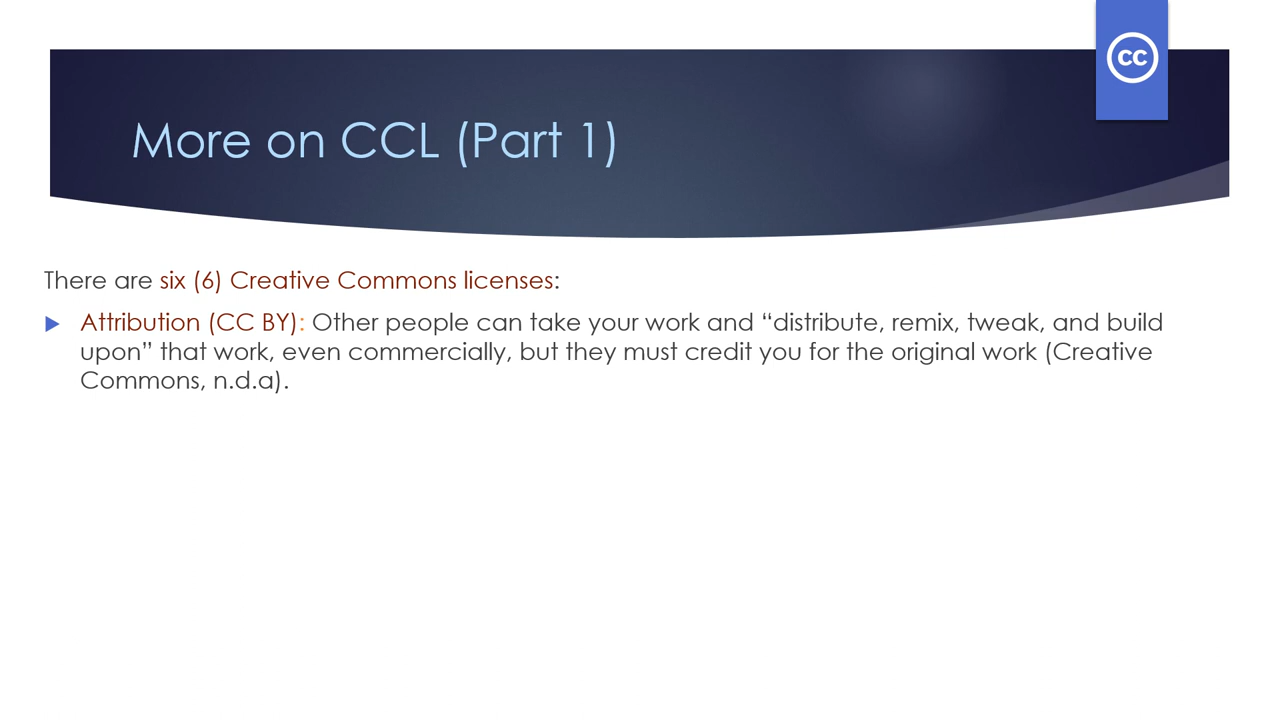 cc
More on CCL (Part 1)
There are six (6) Creative Commons licenses:
Attribution (CC BY): Other people can take your work and “distribute, remix, tweak, and build
upon” that work, even commercially, but they must credit you for the original work (Creative
Commons, n.d.a).